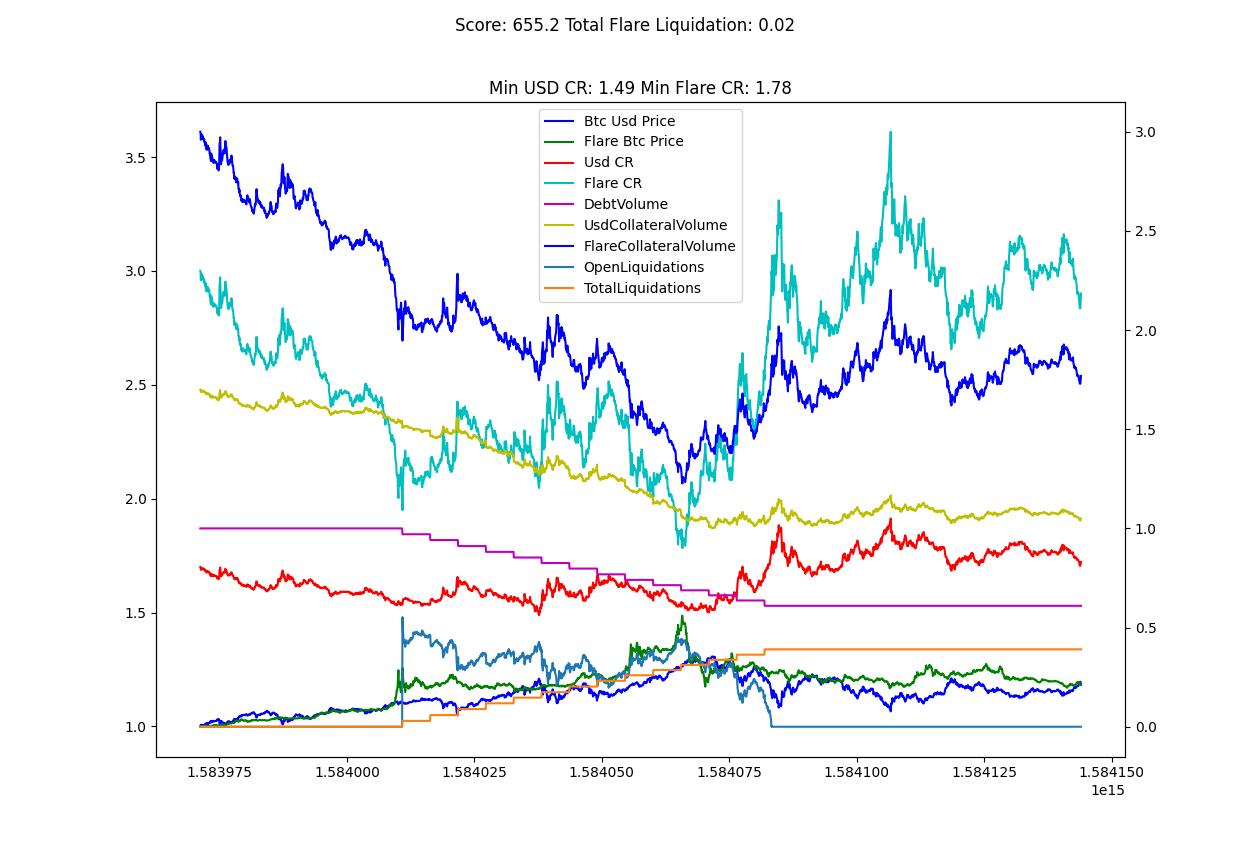 Score: 655.2 Total Flare Liquidation: 0.02
Min USD CR: 1.49 Min Flare CR: 1.78
Btc Usd Price
Flare Btc Price
Usd CR
Flare CR
DebtVolume
UsdCollateralVolume
FlareCollateralVolume
OpenLiquidations
TotalLiquidations
3.5
3.0
2.5
2.0
1.5
1.0
3.0
2.5
2.0
1.5
1.0
0.5
0.0
1.583975 1.584000 1.584025 1.584050 1.584075 1.584100 1.584125 1.584150
1e15